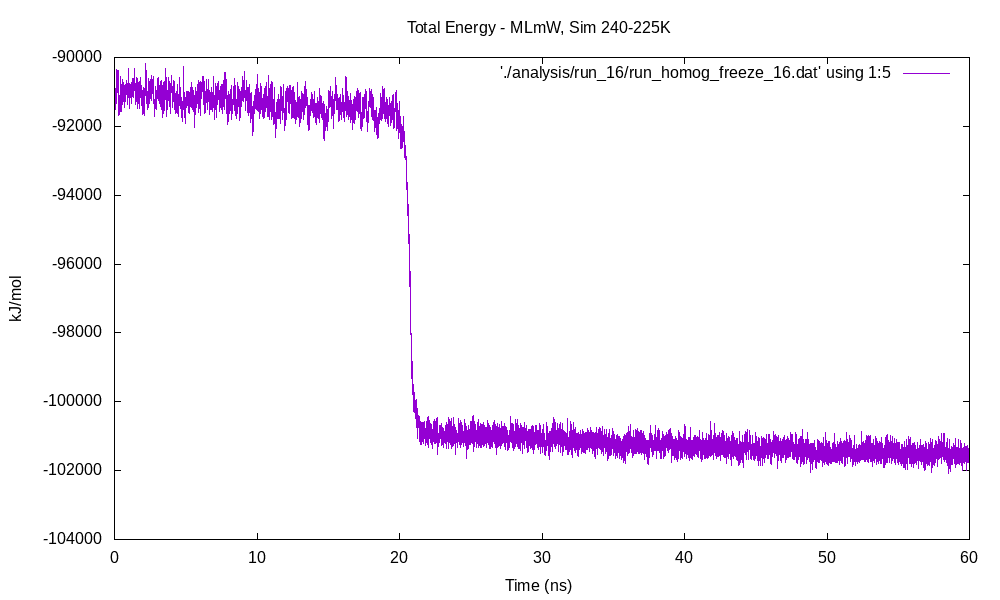 Total Energy - MLmW, Sim 240-225K
'./analysis/run_16/run_homog_freeze_16.dat' using 1:5
-90000
-92000
-94000
-96000
-98000
-100000
-102000
-104000
kJ/mol
0 10 20 30 40 50 60
Time (ns)